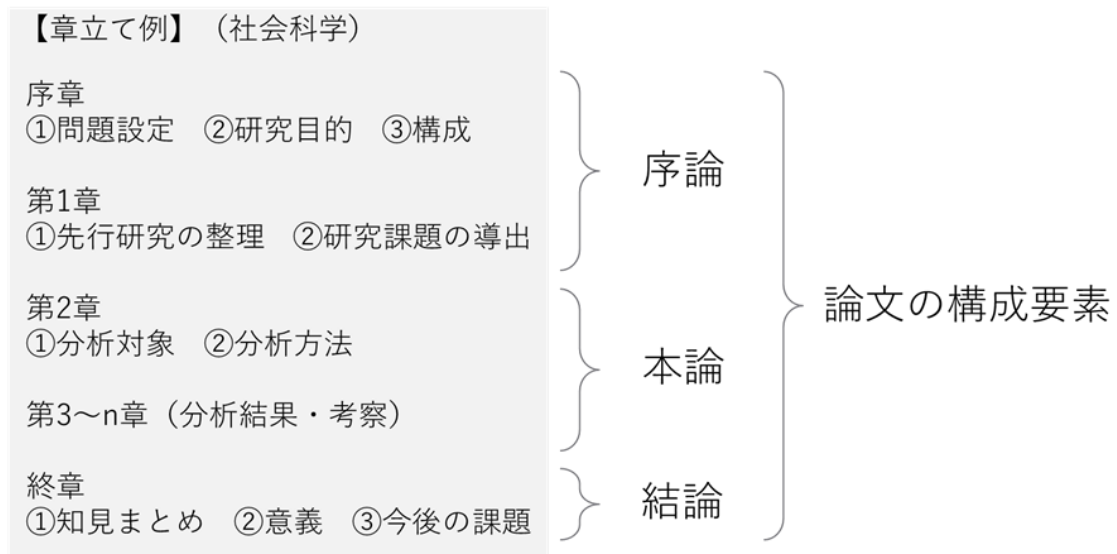 【章立て例】（社会科学）
序章
①問題設定　②研究目的　③構成
第1章
①先行研究の整理　②研究課題の導出
序論
第2章
①分析対象　②分析方法
第3～n章（分析結果・考察）
本論
終章
①知見まとめ　②意義　③今後の課題
結論
論文の構成要素